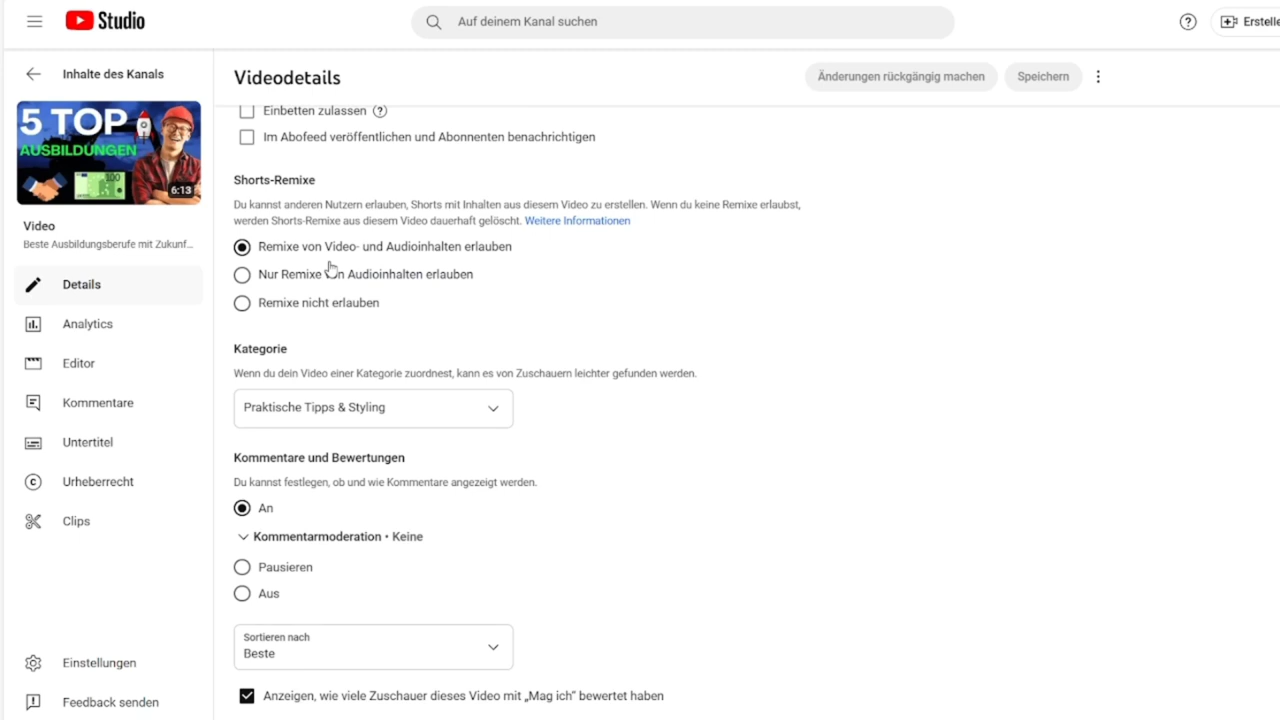 Studio
Auf deinem Kanal suchen
Erstelle
Inhalte des Kanals
Videodetails
Änderungen rückgängig machen
Speichern
5 TOP
AUSBILDUNGEN
100
6:13
Video
Beste Ausbildungsberufe mit Zukunf...
Details
Analytics
Editor
Kommentare
Untertitel
Urheberrecht
Clips
Einstellungen
Feedback senden
Einbetten zulassen
Im Abofeed veröffentlichen und Abonnenten benachrichtigen
Shorts-Remixe
Du kannst anderen Nutzern erlauben, Shorts mit Inhalten aus diesem Video zu erstellen. Wenn du keine Remixe erlaubst,
werden Shorts-Remixe aus diesem Video dauerhaft gelöscht. Weitere Informationen
Remixe von Video- und Audioinhalten erlauben
Nur Remixe von Audioinhalten erlauben
Remixe nicht erlauben
Kategorie
Wenn du dein Video einer Kategorie zuordnest, kann es von Zuschauern leichter gefunden werden.
Praktische Tipps & Styling
Kommentare und Bewertungen
Du kannst festlegen, ob und wie Kommentare angezeigt werden.
An
Kommentarmoderation • Keine
Pausieren
Aus
Sortieren nach
Beste
Anzeigen, wie viele Zuschauer dieses Video mit „Mag ich" bewertet haben